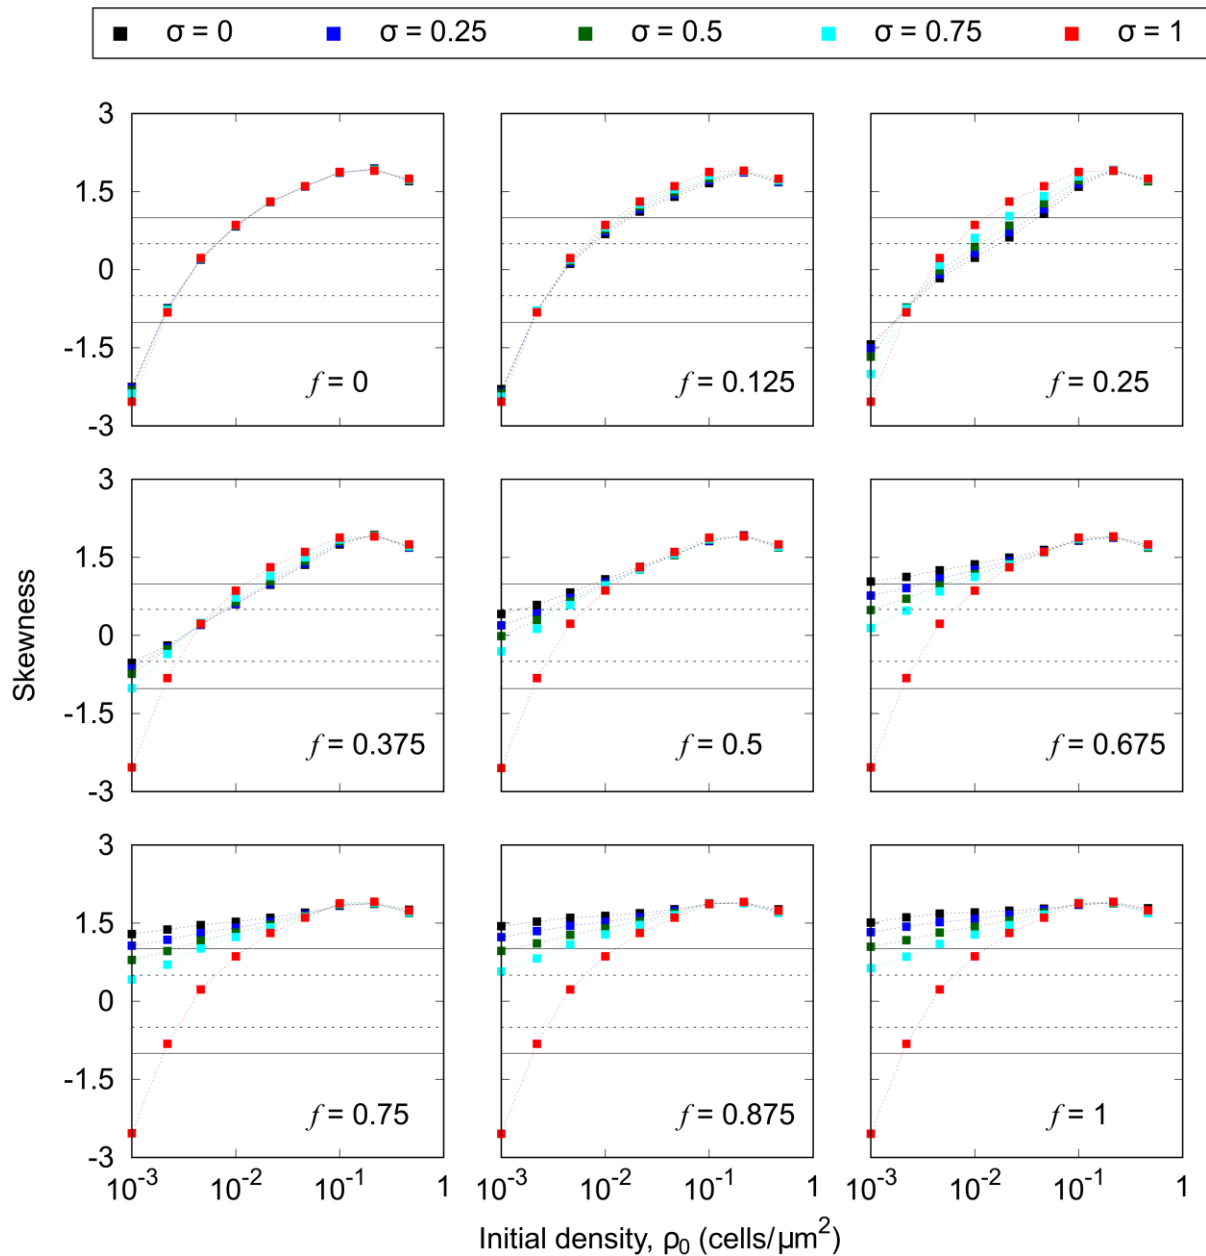 σ = 0 σ = 0.25 σ = 0.5 σ = 0.75 σ = 1
3
1.5
0
-1.5
-3
f = 0 f = 0.125 f = 0.25
3
1.5
0
-1.5
-3
f = 0.375 f = 0.5 f = 0.675
Skewness
3
1.5
0
-1.5
-3
f = 0.75 f = 0.875 f = 1
10⁻³ 10⁻² 10⁻¹ 1 10⁻³ 10⁻² 10⁻¹ 1 10⁻³ 10⁻² 10⁻¹ 1
Initial density, ρ₀ (cells/μm²)